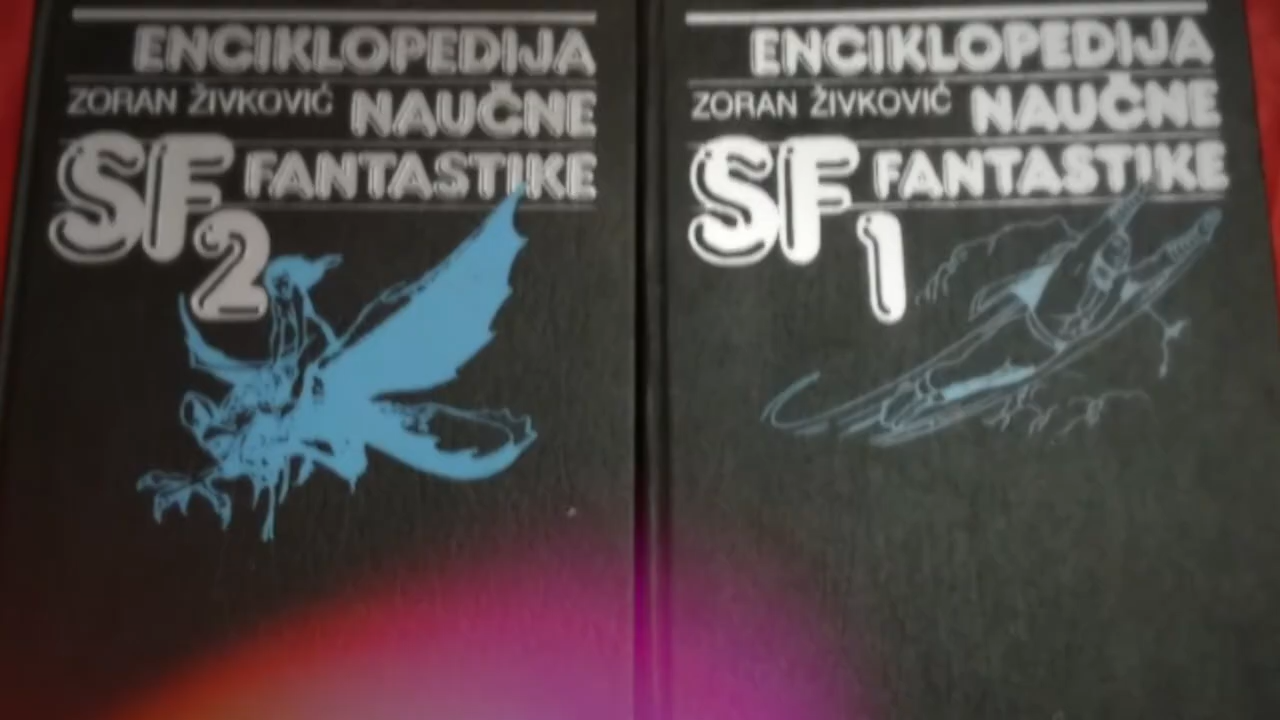 ENCIKLOPEDIJA
ZORAN ŽIVKOVIĆ NAUČNE
SF FANTASTIKE
2
ENCIKLOPEDIJA
ZORAN ŽIVKOVIĆ NAUČNE
SF FANTASTIKE
1